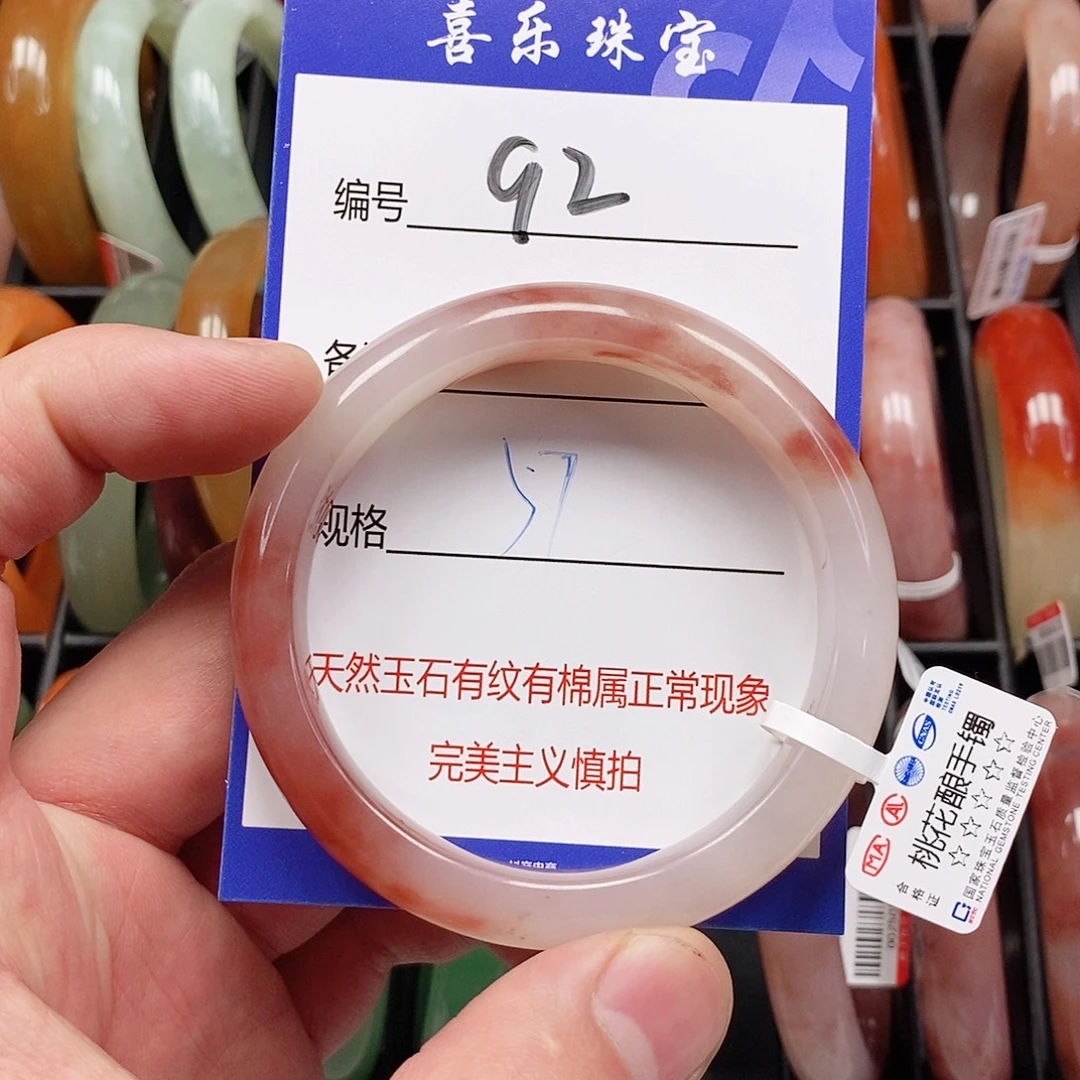 喜乐珠宝
编号 92
规格 57
天然玉石有纹有棉属正常现象
完美主义慎拍
桃花酿手镯
☆☆☆☆☆
国家珠宝玉石质量监督检验中心
NATIONAL GEMSTONE TESTING CENTER
合格证
MA
CNAS